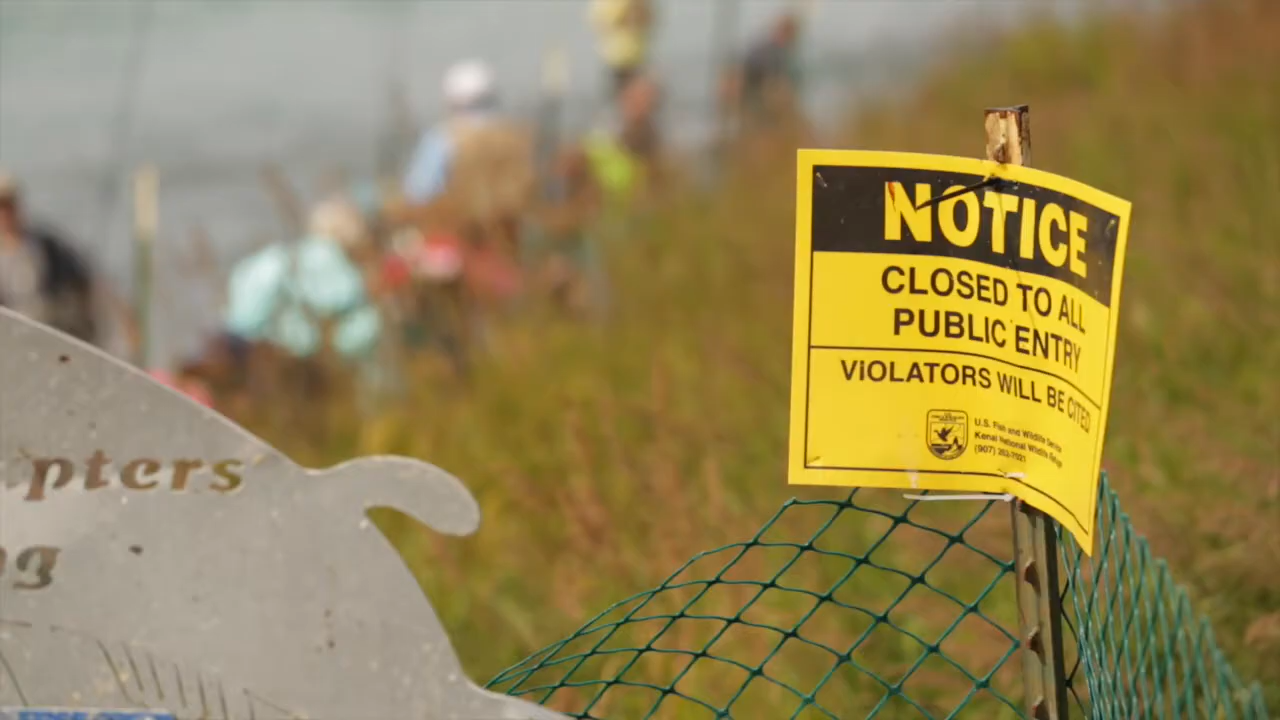 NOTICE
CLOSED TO ALL
PUBLIC ENTRY
VIOLATORS WILL BE CITED
U.S. Fish and Wildlife Service
Kenai National Wildlife Refuge
(907)
pters